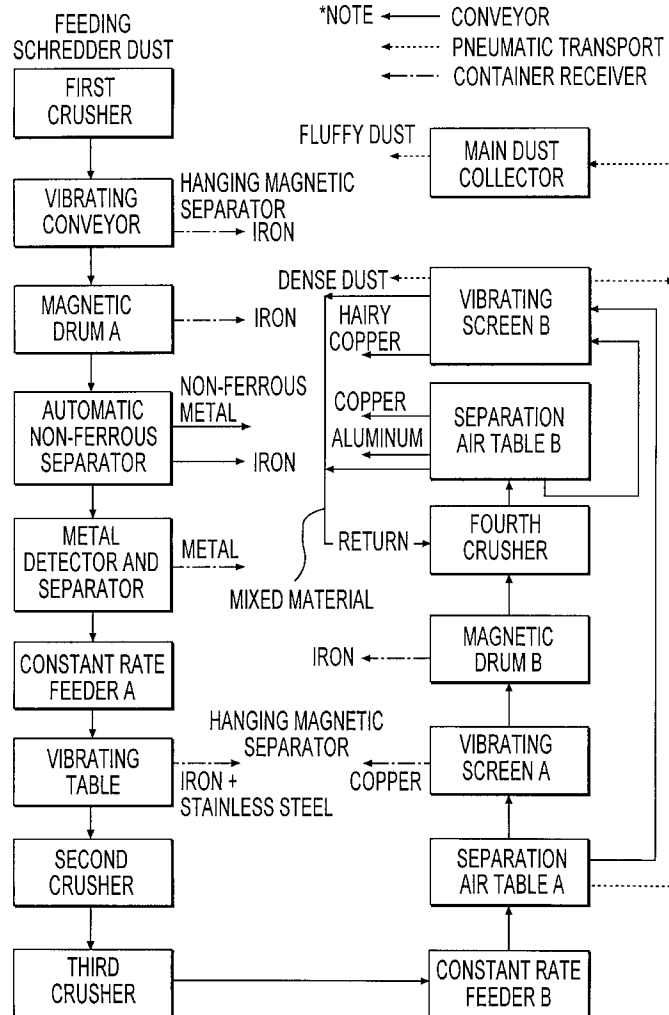 FEEDING
SCHREDDER DUST
FIRST
CRUSHER
VIBRATING
CONVEYOR
HANGING MAGNETIC
SEPARATOR
IRON
MAGNETIC
DRUM A
IRON
AUTOMATIC
NON-FERROUS
SEPARATOR
NON-FERROUS
METAL
IRON
METAL
DETECTOR AND
SEPARATOR
METAL
CONSTANT RATE
FEEDER A
VIBRATING
TABLE
HANGING MAGNETIC
SEPARATOR
IRON +
STAINLESS STEEL
SECOND
CRUSHER
THIRD
CRUSHER
*NOTE
CONVEYOR
PNEUMATIC TRANSPORT
CONTAINER RECEIVER
FLUFFY DUST
MAIN DUST
COLLECTOR
DENSE DUST
VIBRATING
SCREEN B
HAIRY
COPPER
COPPER
ALUMINUM
SEPARATION
AIR TABLE B
RETURN
FOURTH
CRUSHER
MIXED MATERIAL
IRON
MAGNETIC
DRUM B
COPPER
VIBRATING
SCREEN A
SEPARATION
AIR TABLE A
CONSTANT RATE
FEEDER B